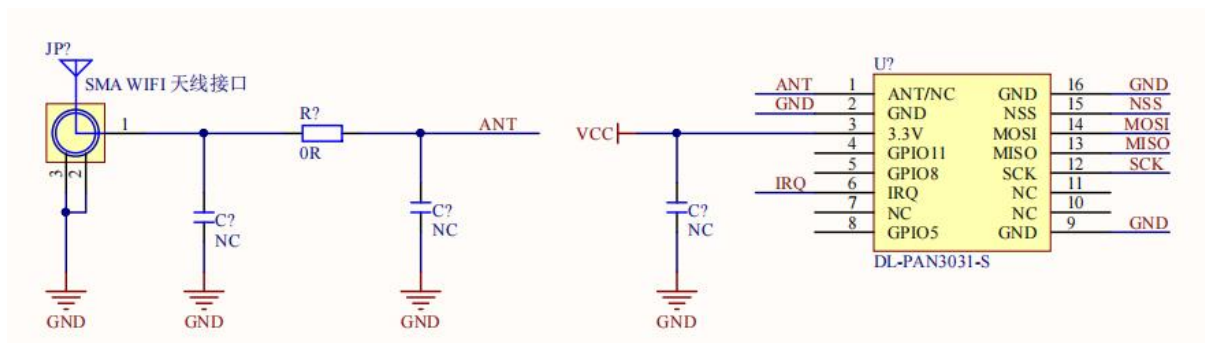 JP?
SMA WIFI 天线接口
1
3
2
GND
R?
0R
C?
NC
GND
ANT
C?
NC
GND
VCC
C?
NC
GND
U?
ANT 1 ANT/NC GND 16 GND
GND 2 GND NSS 15 NSS
3 3.3V MOSI 14 MOSI
4 GPIO11 MISO 13 MISO
5 GPIO8 SCK 12 SCK
IRQ 6 IRQ NC 11
7 NC NC 10
8 GPIO5 GND 9 GND
DL-PAN3031-S